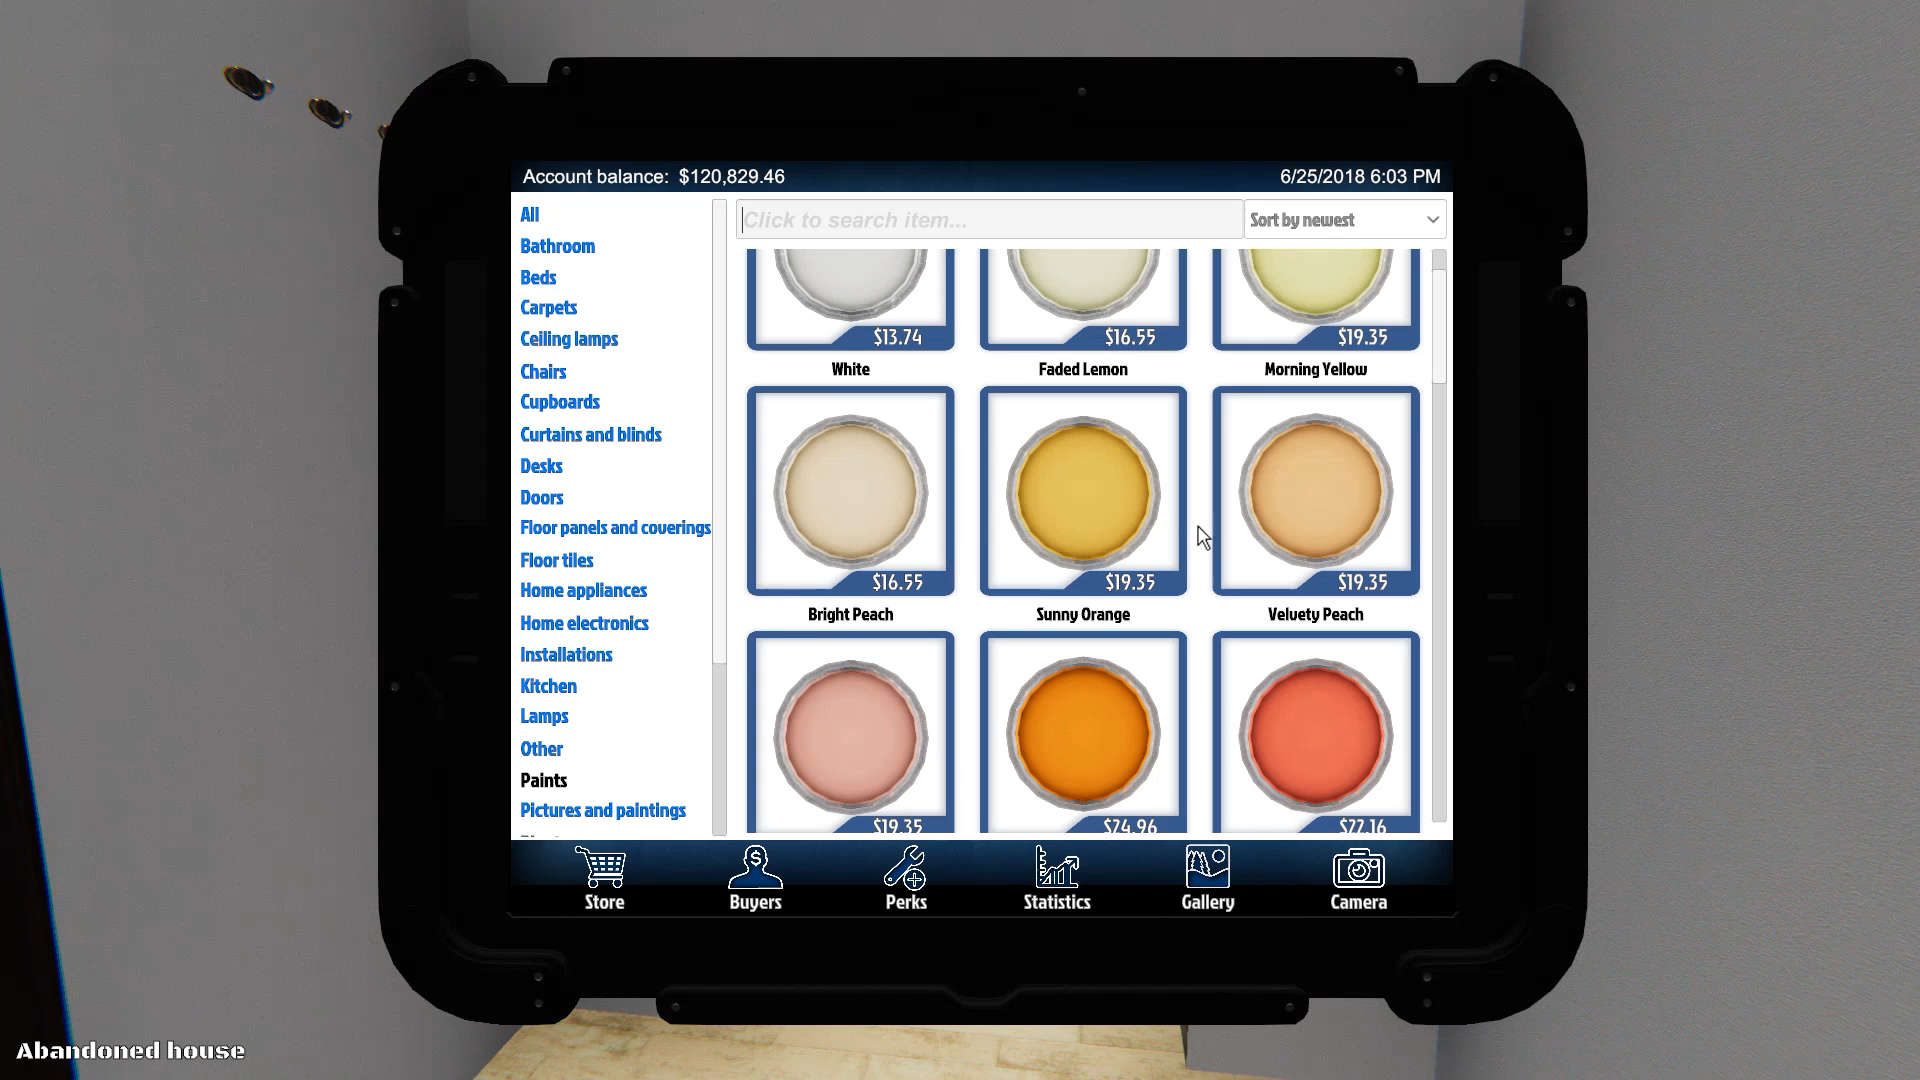 Account balance: $120,829.46
6/25/2018 6:03 PM
All
Bathroom
Beds
Carpets
Ceiling lamps
Chairs
Cupboards
Curtains and blinds
Desks
Doors
Floor panels and coverings
Floor tiles
Home appliances
Home electronics
Installations
Kitchen
Lamps
Other
Paints
Pictures and paintings
Click to search item...
Sort by newest
$13.74
$16.55
$19.35
White
Faded Lemon
Morning Yellow
$16.55
$19.35
$19.35
Bright Peach
Sunny Orange
Velvety Peach
$19.35
$24.96
$22.16
Store
Buyers
Perks
Statistics
Gallery
Camera
Abandoned house